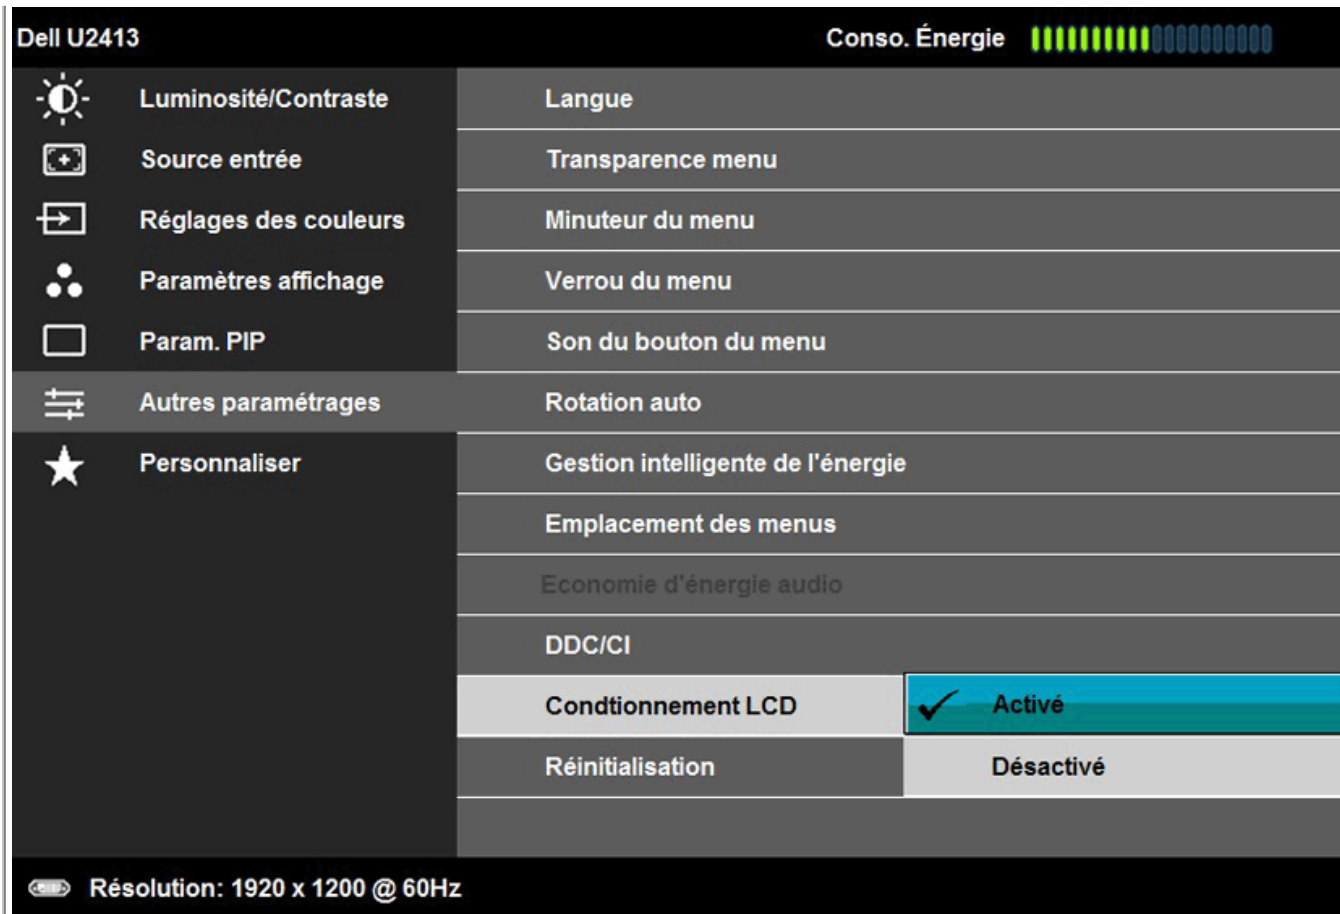 Dell U2413 Conso. Énergie
Luminosité/Contraste
Source entrée
Réglages des couleurs
Paramètres affichage
Param. PIP
Autres paramétrages
Personnaliser
Langue
Transparence menu
Minuteur du menu
Verrou du menu
Son du bouton du menu
Rotation auto
Gestion intelligente de l'énergie
Emplacement des menus
Economie d'énergie audio
DDC/CI
Condtionnement LCD
Réinitialisation
Activé
Désactivé
Résolution: 1920 x 1200 @ 60Hz